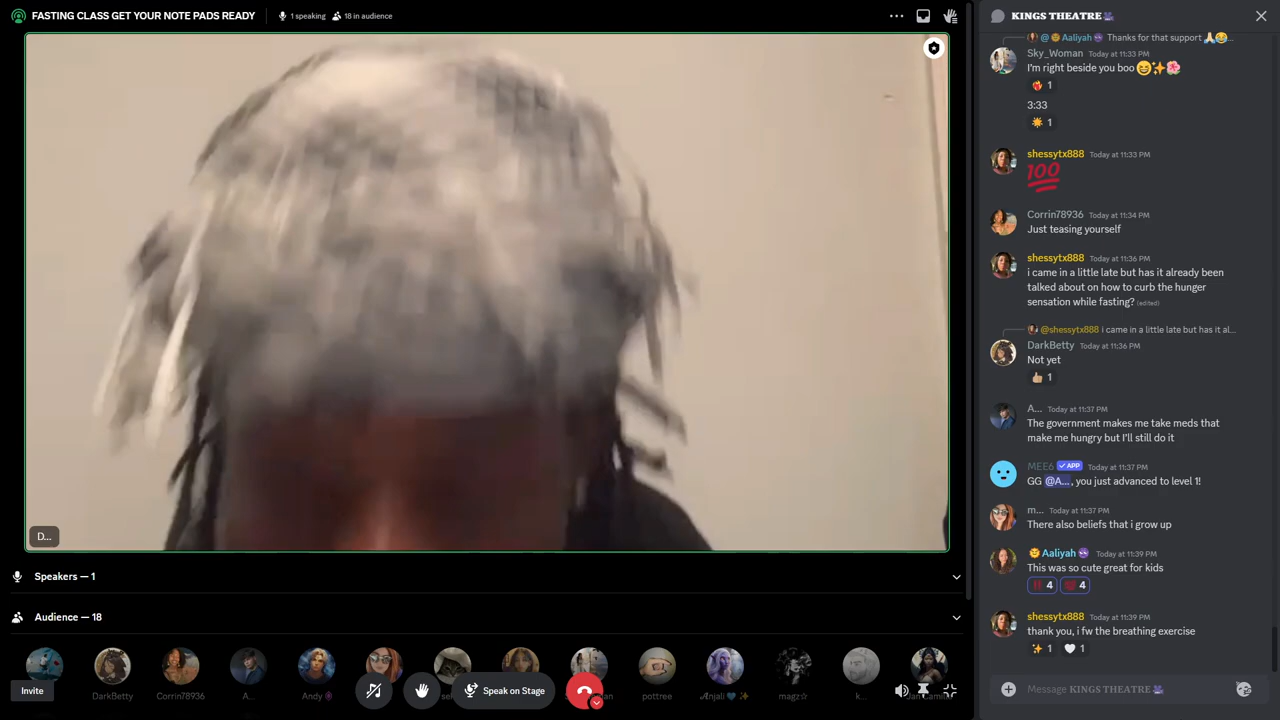 FASTING CLASS GET YOUR NOTE PADS READY
1 speaking
18 in audience
D...
Speakers — 1
Audience — 18
DarkBetty
Corrin78936
A...
Andy
pottree
Anjali
magz☆
k...
Invite
Speak on Stage
KINGS THEATRE
@ Aaliyah Thanks for that support 🙏😂...
Sky_Woman Today at 11:33 PM
I'm right beside you boo😆✨🌸
1
3:33
1
shessytx888 Today at 11:33 PM
💯
Corrin78936 Today at 11:34 PM
Just teasing yourself
shessytx888 Today at 11:36 PM
i came in a little late but has it already been
talked about on how to curb the hunger
sensation while fasting? (edited)
@shessytx888 i came in a little late but has it al...
DarkBetty Today at 11:36 PM
Not yet
1
A... Today at 11:37 PM
The government makes me take meds that
make me hungry but I'll still do it
MEE6 ✓ APP Today at 11:37 PM
GG @A..., you just advanced to level 1!
m... Today at 11:37 PM
There also beliefs that i grow up
Aaliyah Today at 11:39 PM
This was so cute great for kids
4 4
shessytx888 Today at 11:39 PM
thank you, i fw the breathing exercise
1 1
Message KINGS THEATRE